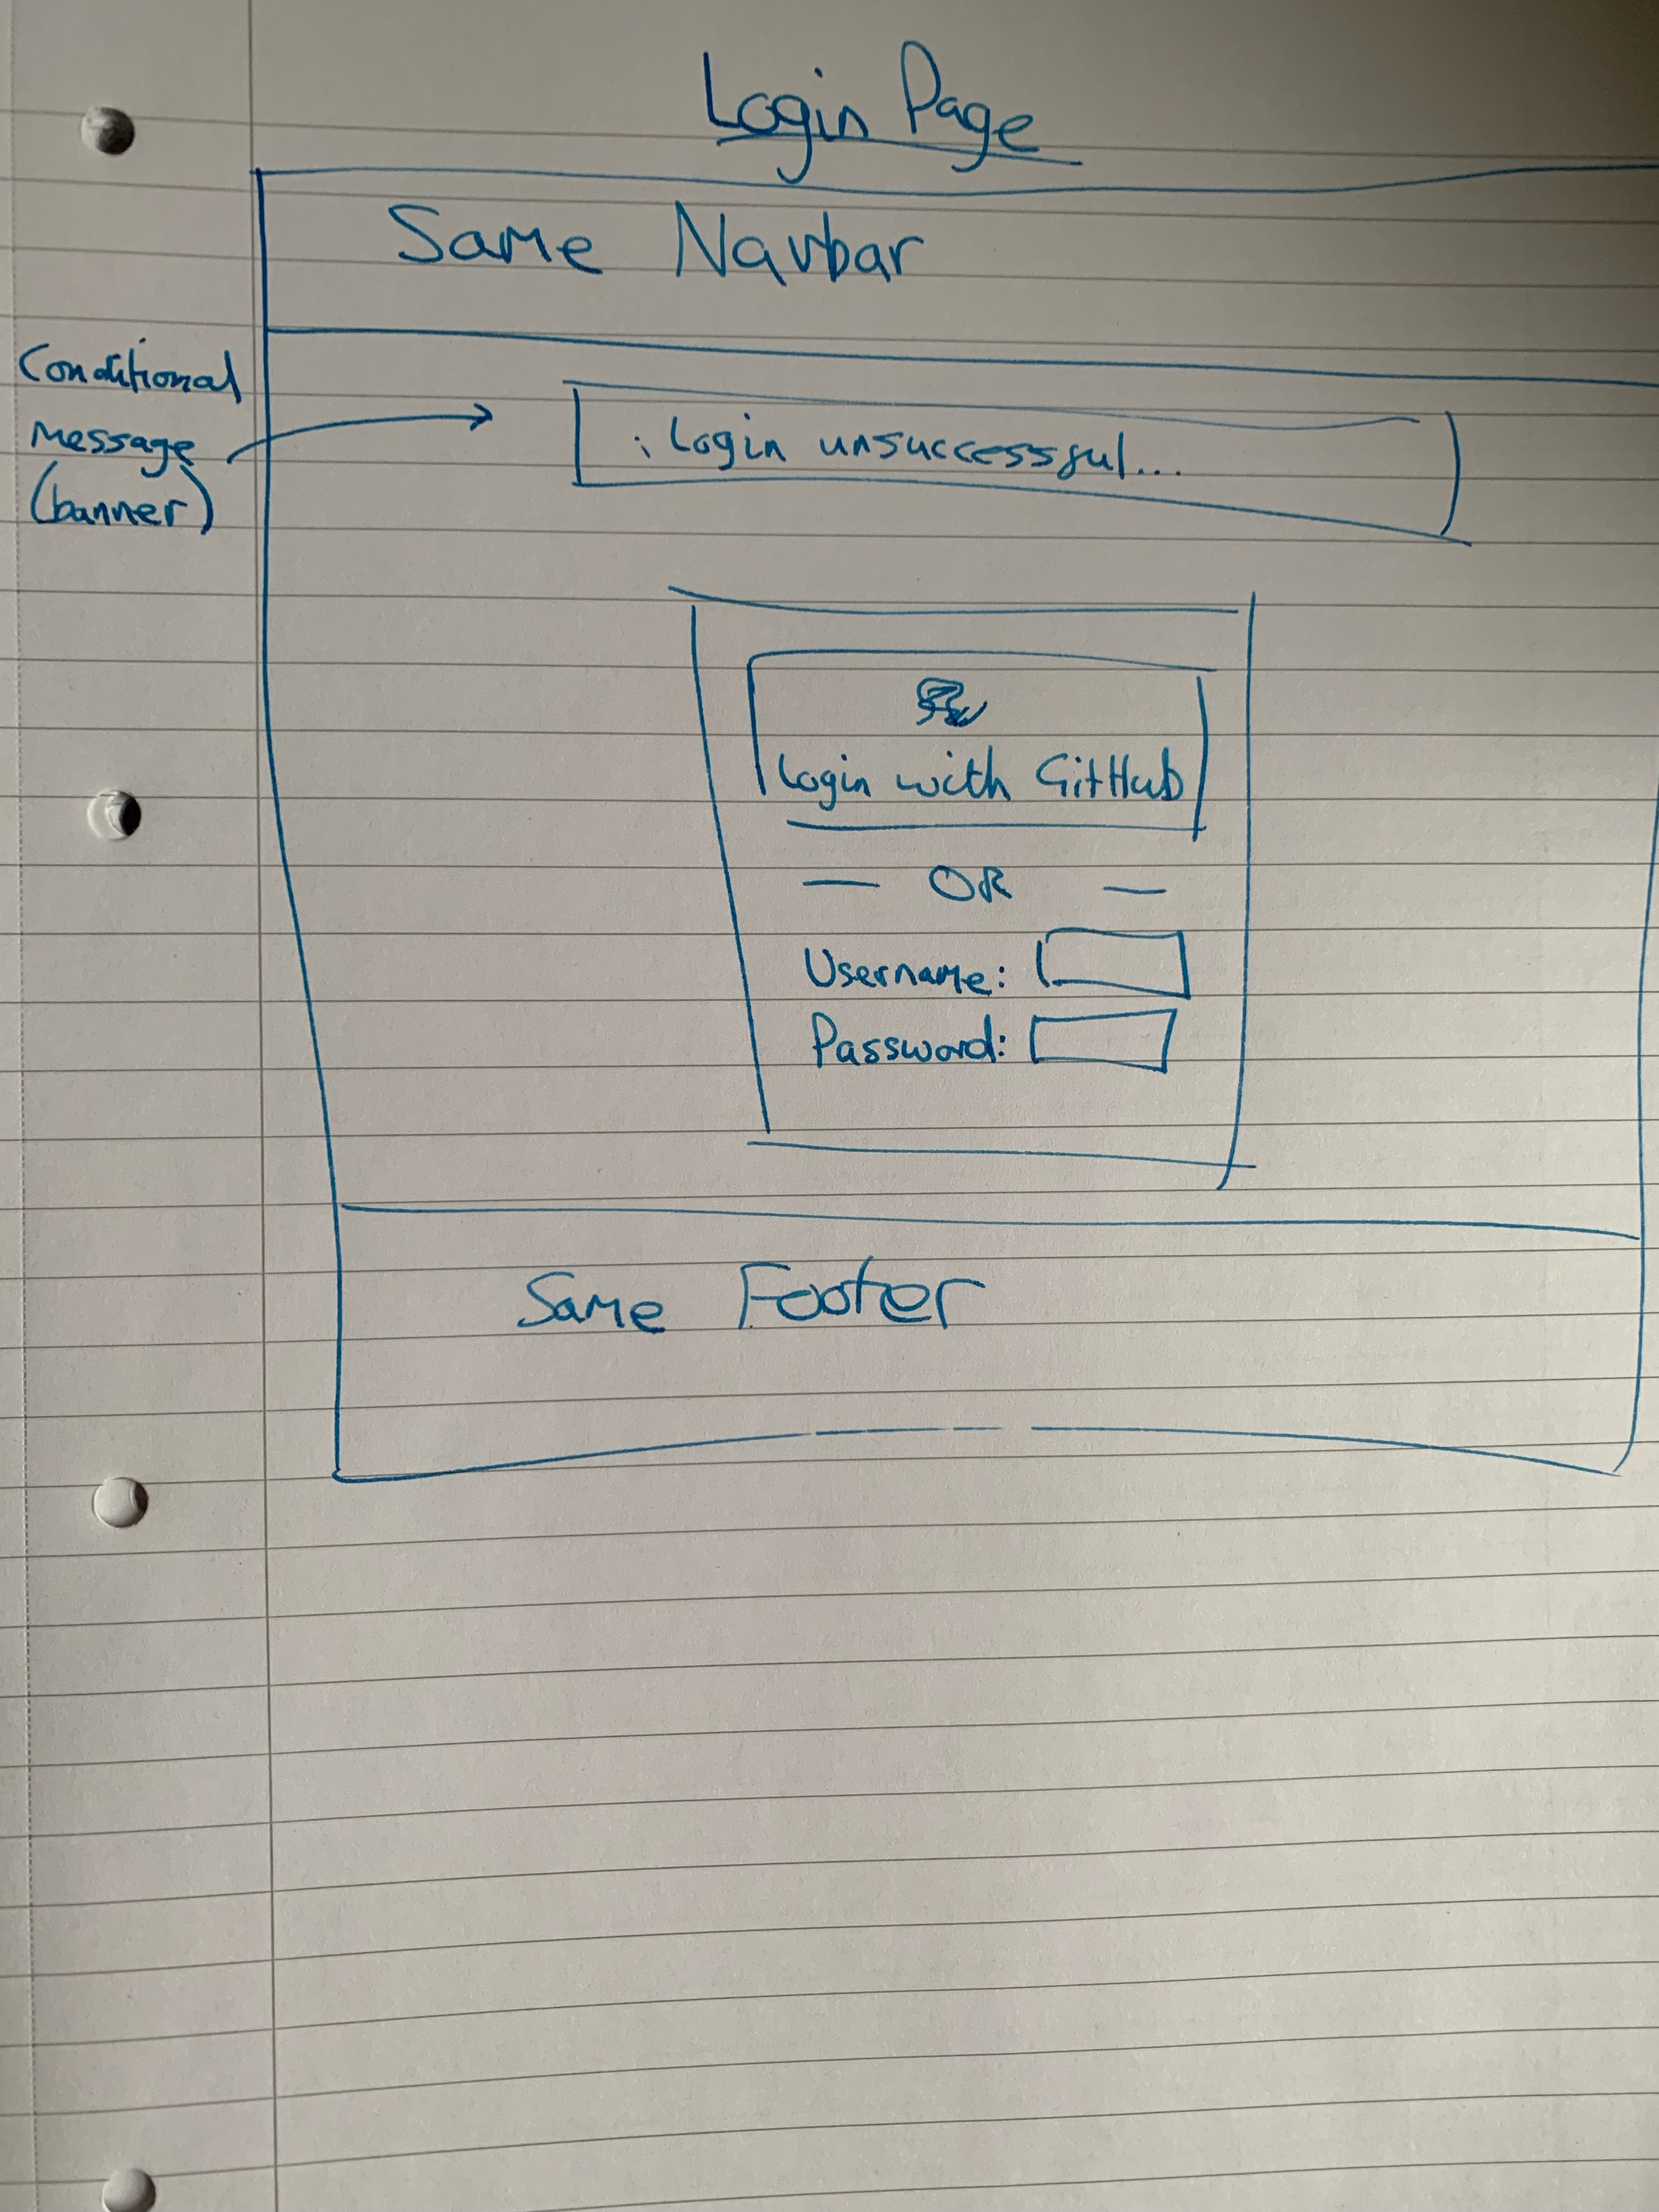 Login Page
Same Navbar
Conditional
Message
(banner)
Login unsuccessful...
Login with GitHub
— OR —
Username:
Password:
Same Footer